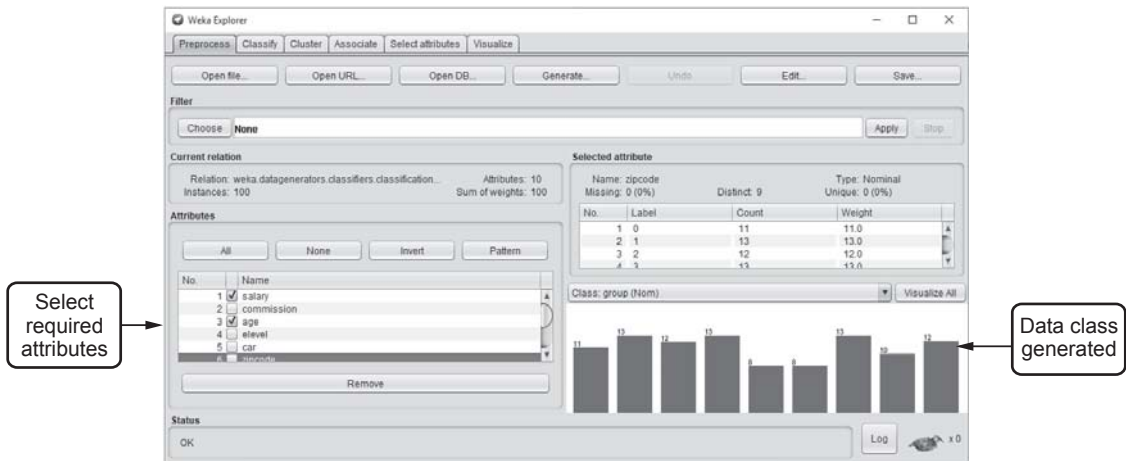 Weka Explorer
Preprocess Classify Cluster Associate Select attributes Visualize
Open file... Open URL... Open DB... Generate... Undo Edit... Save...
Filter
Choose None Apply Stop
Current relation
Relation: weka.datagenerators.classifiers.classification... Attributes: 10
Instances: 100 Sum of weights: 100
Selected attribute
Name: zipcode Type: Nominal
Missing: 0 (0%) Distinct: 9 Unique: 0 (0%)
No. Label Count Weight
1 0 11 11.0
2 1 13 13.0
3 2 12 12.0
4 3 13 13.0
Attributes
All None Invert Pattern
No. Name
1 salary
2 commission
3 age
4 elevel
5 car
6 zipcode
Remove
Class: group (Nom) Visualize All
11 13 12 13 8 8 13 10 12
Status
OK
Log x 0
Select
required
attributes
Data class
generated